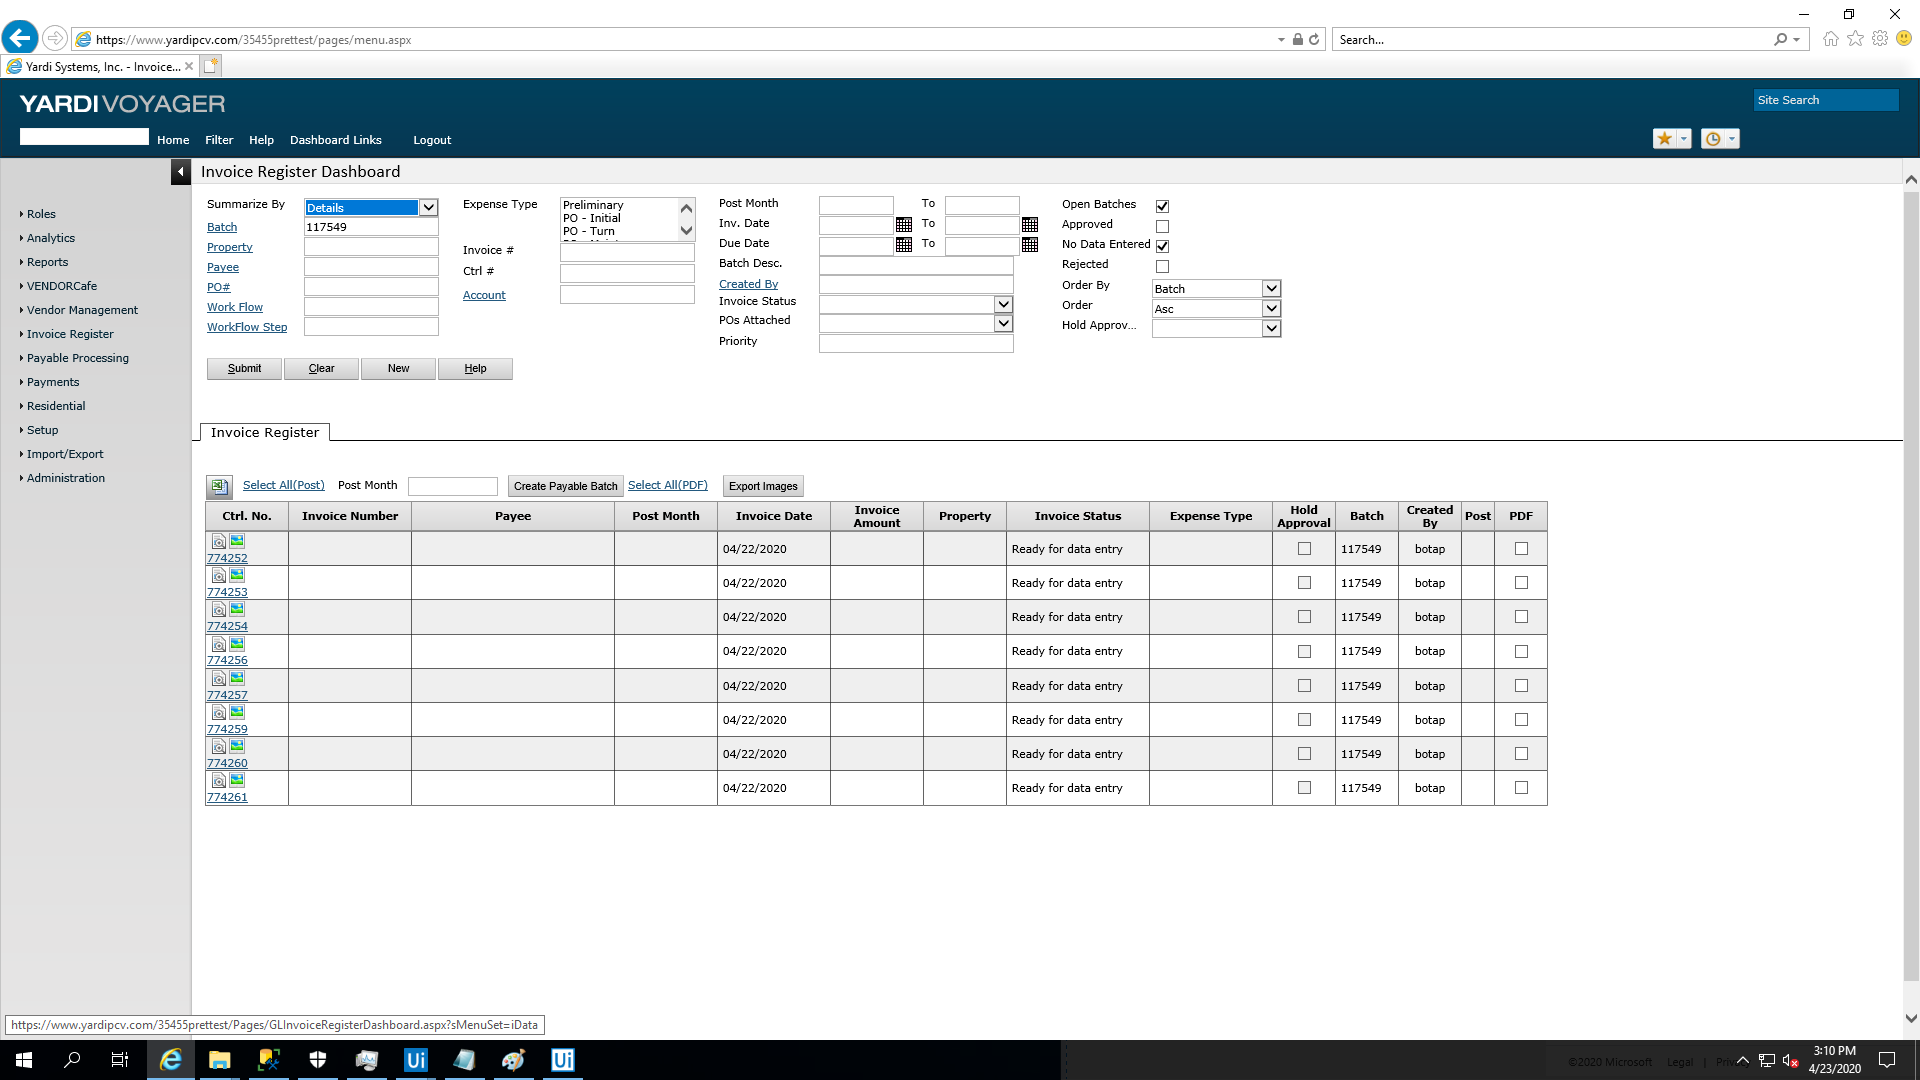 https://www.yardipcv.com/35455prettest/pages/menu.aspx
Search...
Yardi Systems, Inc. - Invoice...
YARDI VOYAGER
Site Search
Home Filter Help Dashboard Links Logout
Invoice Register Dashboard
Roles
Analytics
Reports
VENDORCafe
Vendor Management
Invoice Register
Payable Processing
Payments
Residential
Setup
Import/Export
Administration
Summarize By Details
Batch 117549
Property
Payee
PO#
Work Flow
WorkFlow Step
Expense Type Preliminary
PO - Initial
PO - Turn
Invoice #
Ctrl #
Account
Post Month To
Inv. Date To
Due Date To
Batch Desc.
Created By
Invoice Status
POs Attached
Priority
Open Batches
Approved
No Data Entered
Rejected
Order By Batch
Order Asc
Hold Approv...
Submit Clear New Help
Invoice Register
Select All(Post) Post Month Create Payable Batch Select All(PDF) Export Images
Ctrl. No. Invoice Number Payee Post Month Invoice Date Invoice Amount Property Invoice Status Expense Type Hold Approval Batch Created By Post PDF
774252 04/22/2020 Ready for data entry 117549 botap
774253 04/22/2020 Ready for data entry 117549 botap
774254 04/22/2020 Ready for data entry 117549 botap
774256 04/22/2020 Ready for data entry 117549 botap
774257 04/22/2020 Ready for data entry 117549 botap
774259 04/22/2020 Ready for data entry 117549 botap
774260 04/22/2020 Ready for data entry 117549 botap
774261 04/22/2020 Ready for data entry 117549 botap
https://www.yardipcv.com/35455prettest/Pages/GLInvoiceRegisterDashboard.aspx?sMenuSet=iData
Ui
Ui
©2020 Microsoft Legal
3:10 PM
4/23/2020